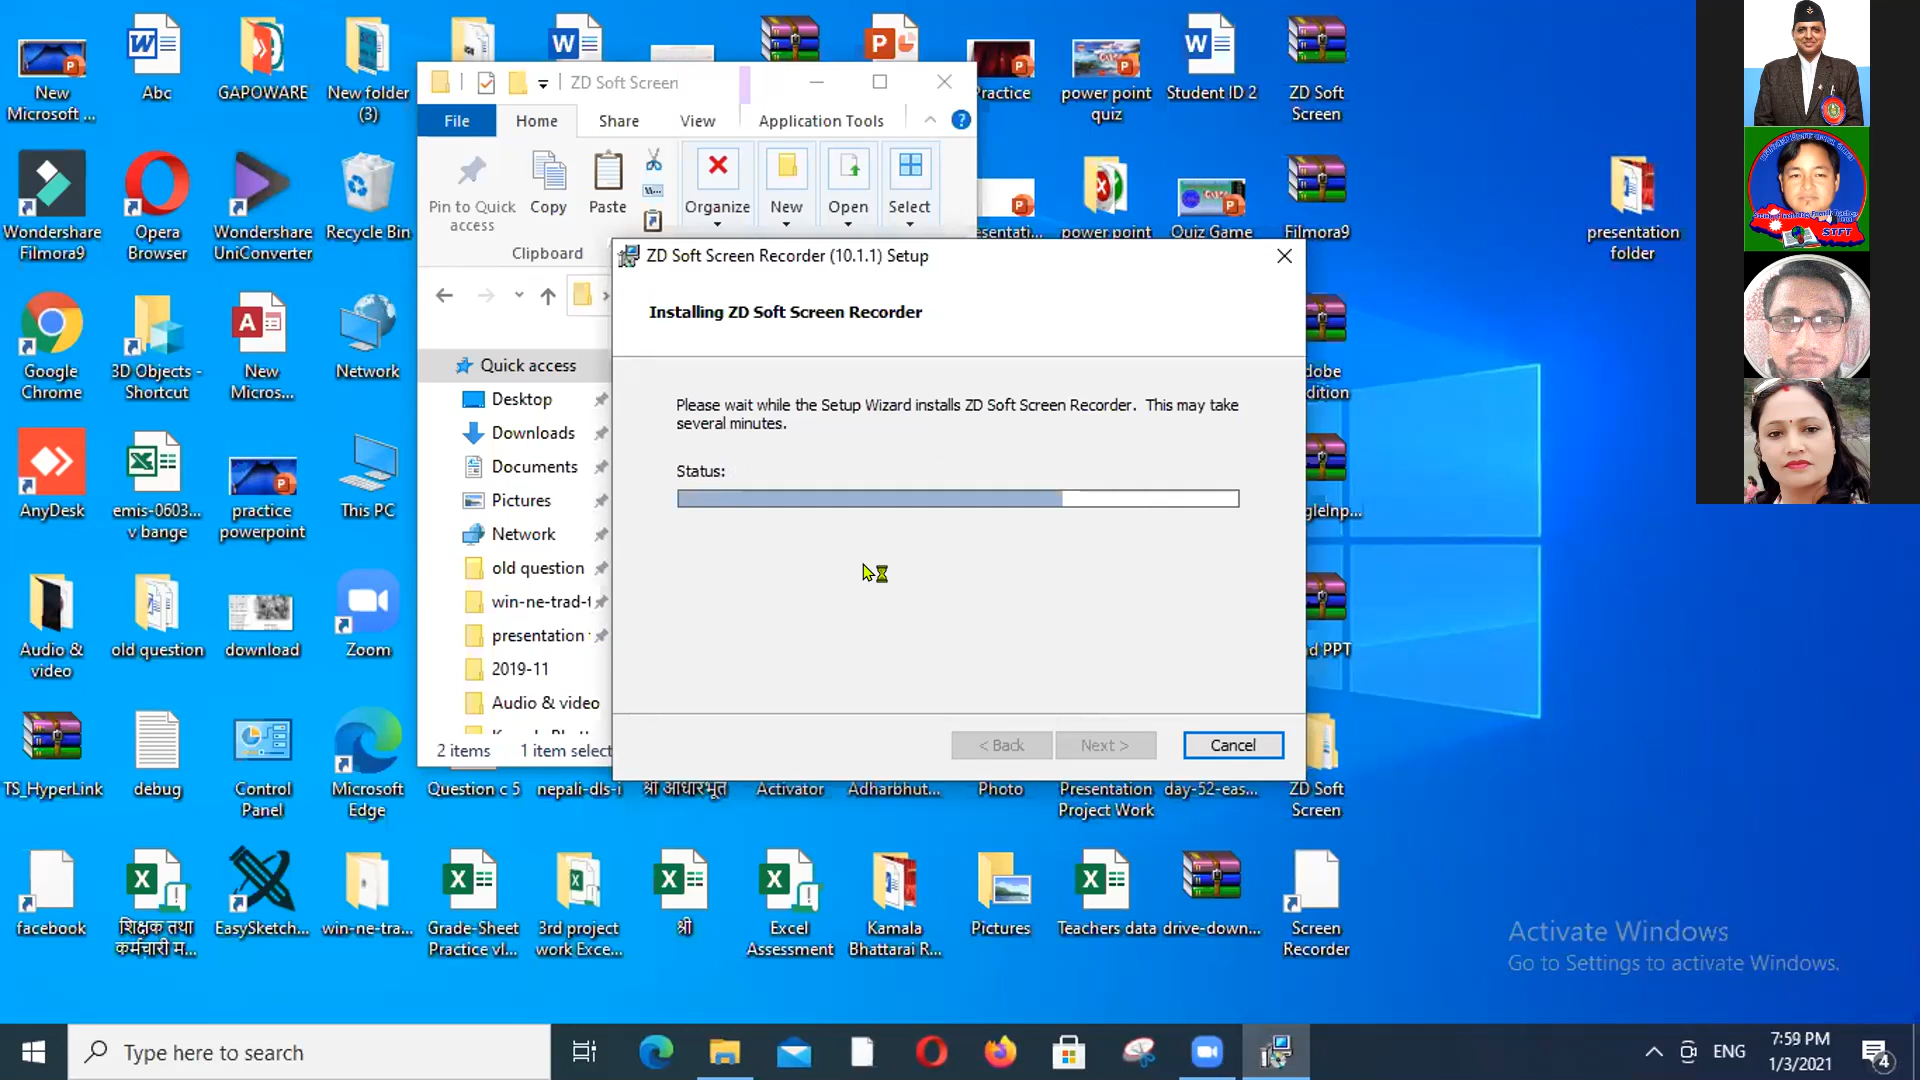 New
Microsoft ...
Abc
GAPOWARE
New folder
(3)
Practice
power point
quiz
Student ID 2
ZD Soft
Screen
ZD Soft Screen
File
Home
Share
View
Application Tools
Pin to Quick
access
Copy
Paste
Organize
New
Open
Select
Clipboard
Wondershare
Filmora9
Opera
Browser
Wondershare
UniConverter
Recycle Bin
power point
Quiz Game
Filmora9
presentation
folder
ZD Soft Screen Recorder (10.1.1) Setup
Installing ZD Soft Screen Recorder
Please wait while the Setup Wizard installs ZD Soft Screen Recorder. This may take
several minutes.
Status:
< Back
Next >
Cancel
Quick access
Desktop
Downloads
Documents
Pictures
Network
old question
win-ne-trad-t
presentation
2019-11
Audio & video
2 items
1 item select
Google
Chrome
3D Objects -
Shortcut
New
Micros...
Network
AnyDesk
emis-0603...
v bange
practice
powerpoint
This PC
Audio &
video
old question
download
Zoom
TS_HyperLink
debug
Control
Panel
Microsoft
Edge
Question c 5
nepali-dls-i
श्री आधारभूत
Activator
Adharbhut...
Photo
Presentation
Project Work
day-52-eas...
ZD Soft
Screen
facebook
शिक्षक तथा
कर्मचारी म...
EasySketch...
win-ne-tra...
Grade-Sheet
Practice vl...
3rd project
work Exce...
श्री
Excel
Assessment
Kamala
Bhattarai R...
Pictures
Teachers data
drive-down...
Screen
Recorder
STFT
Activate Windows
Go to Settings to activate Windows.
Type here to search
ENG
7:59 PM
1/3/2021
4